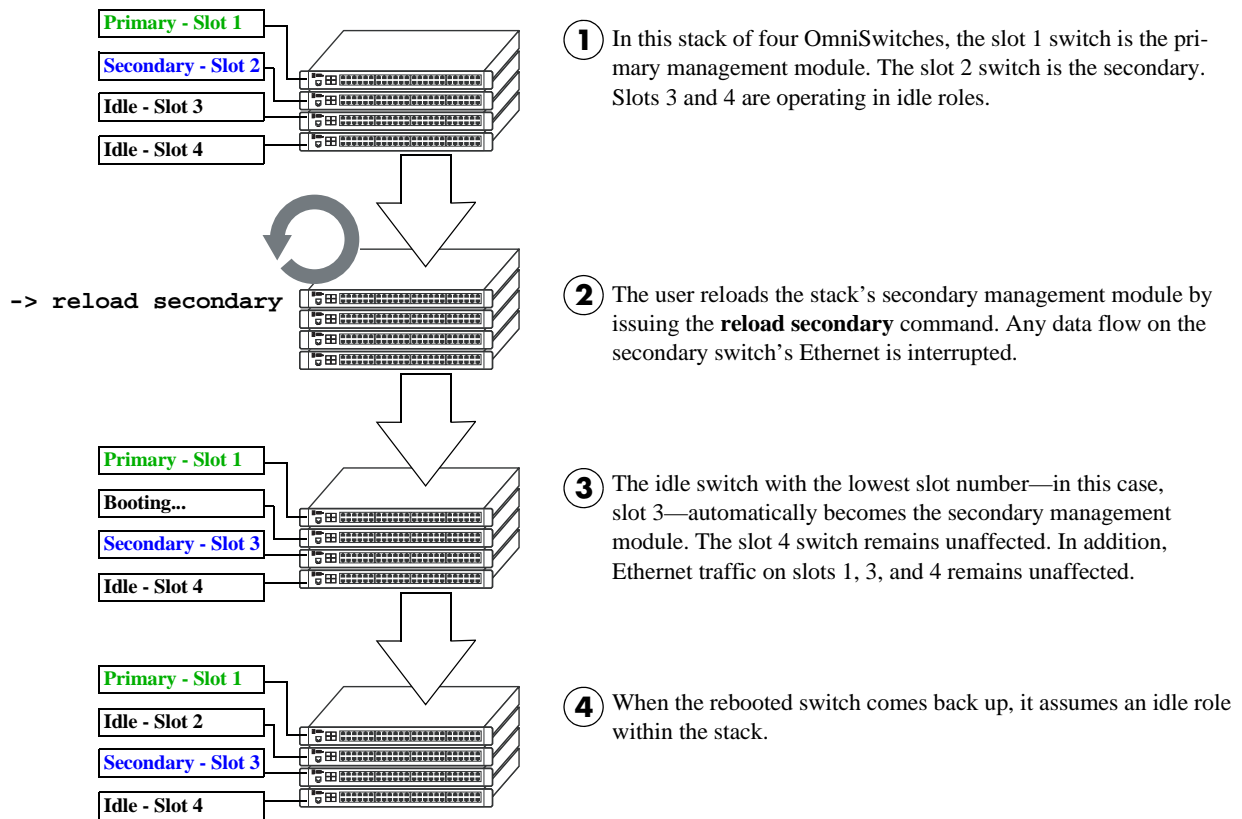 Primary - Slot 1
Secondary - Slot 2
Idle - Slot 3
Idle - Slot 4
1 In this stack of four OmniSwitches, the slot 1 switch is the pri-
mary management module. The slot 2 switch is the secondary.
Slots 3 and 4 are operating in idle roles.
-> reload secondary
2 The user reloads the stack’s secondary management module by
issuing the reload secondary command. Any data flow on the
secondary switch’s Ethernet is interrupted.
Primary - Slot 1
Booting...
Secondary - Slot 3
Idle - Slot 4
3 The idle switch with the lowest slot number—in this case,
slot 3—automatically becomes the secondary management
module. The slot 4 switch remains unaffected. In addition,
Ethernet traffic on slots 1, 3, and 4 remains unaffected.
Primary - Slot 1
Idle - Slot 2
Secondary - Slot 3
Idle - Slot 4
4 When the rebooted switch comes back up, it assumes an idle role
within the stack.